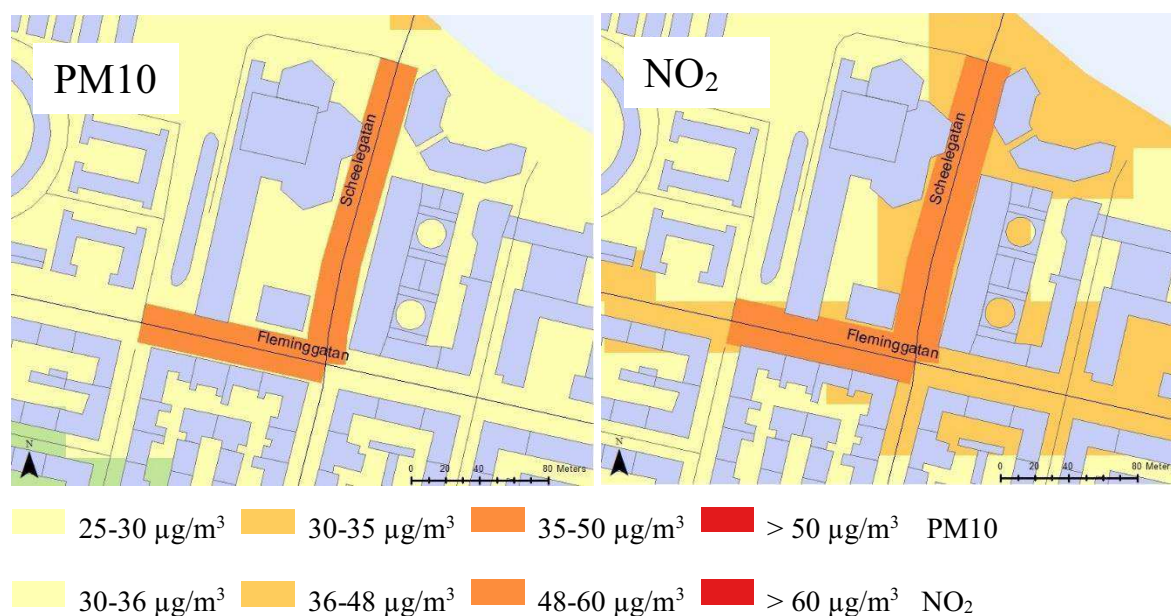 PM10
Scheelegatan
Fleminggatan
N
0 20 40 80 Meters
NO₂
Scheelegatan
Fleminggatan
N
0 20 40 80 Meters
25-30 µg/m³ 30-35 µg/m³ 35-50 µg/m³ > 50 µg/m³ PM10
30-36 µg/m³ 36-48 µg/m³ 48-60 µg/m³ > 60 µg/m³ NO₂